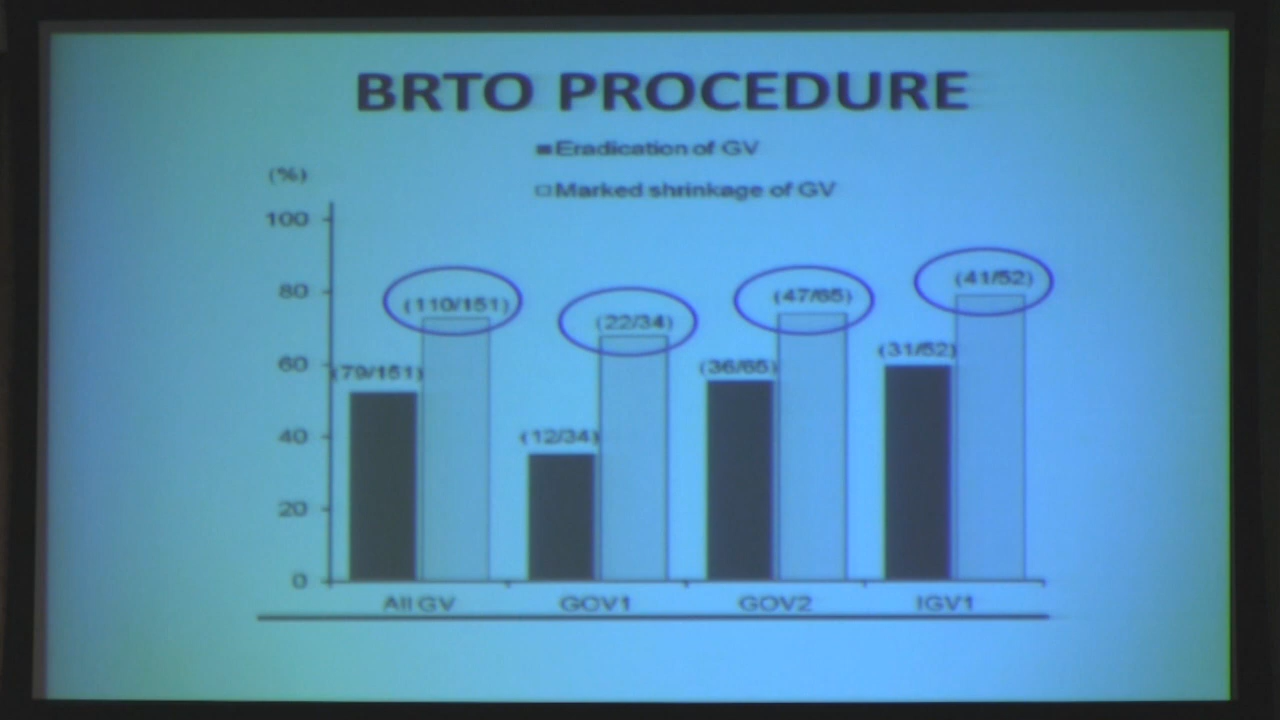 BRTO PROCEDURE
Eradication of GV
Marked shrinkage of GV
(%)
100
80
60
40
20
0
(79/151)
(110/151)
(12/34)
(22/34)
(36/65)
(47/65)
(31/52)
(41/52)
All GV
GOV1
GOV2
IGV1